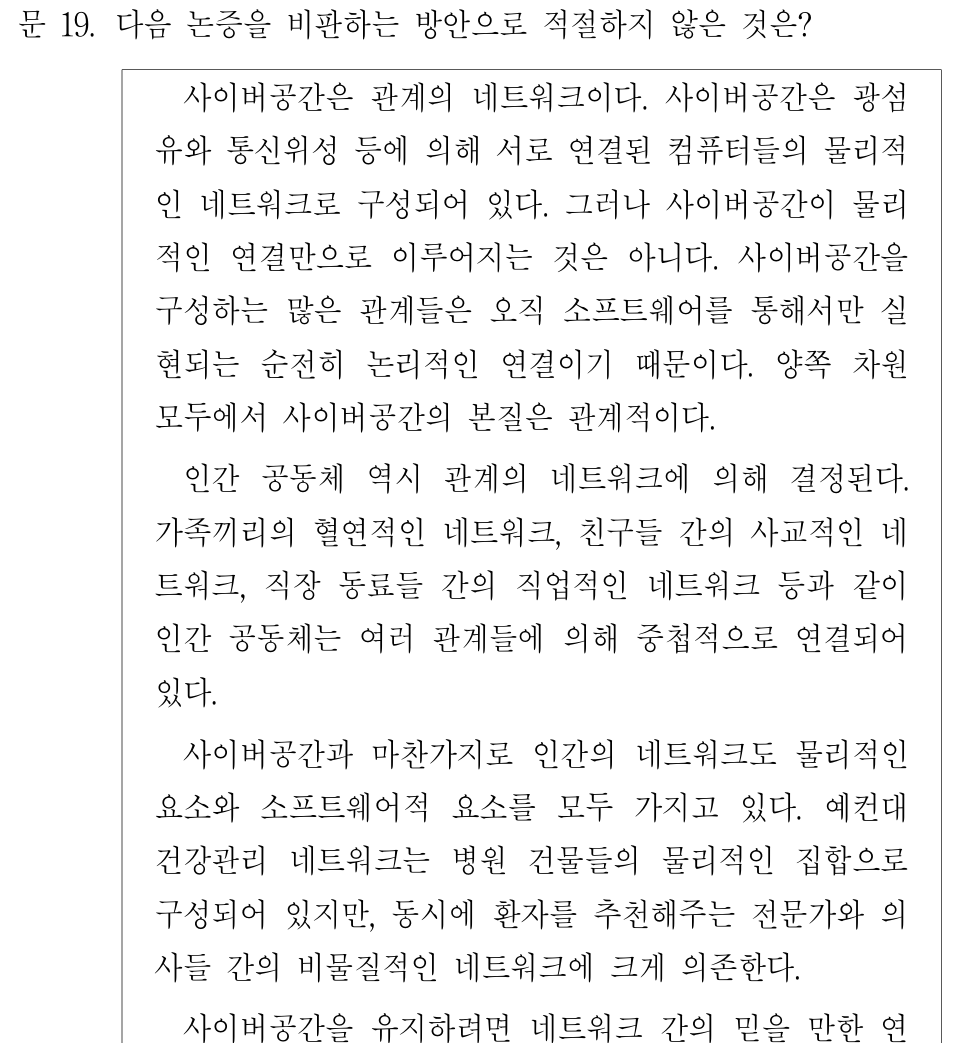 문 19. 다음 논증을 비판하는 방안으로 적절하지 않은 것은?
사이버공간은 관계의 네트워크이다. 사이버공간은 광섬
유와 통신위성 등에 의해 서로 연결된 컴퓨터들의 물리적
인 네트워크로 구성되어 있다. 그러나 사이버공간이 물리
적인 연결만으로 이루어지는 것은 아니다. 사이버공간을
구성하는 많은 관계들은 오직 소프트웨어를 통해서만 실
현되는 순전히 논리적인 연결이기 때문이다. 양쪽 차원
모두에서 사이버공간의 본질은 관계적이다.
인간 공동체 역시 관계의 네트워크에 의해 결정된다.
가족끼리의 혈연적인 네트워크, 친구들 간의 사교적인 네
트워크, 직장 동료들 간의 직업적인 네트워크 등과 같이
인간 공동체는 여러 관계들에 의해 중첩적으로 연결되어
있다.
사이버공간과 마찬가지로 인간의 네트워크도 물리적인
요소와 소프트웨어적 요소를 모두 가지고 있다. 예컨대
건강관리 네트워크는 병원 건물들의 물리적인 집합으로
구성되어 있지만, 동시에 환자를 추천해주는 전문가와 의
사들 간의 비물질적인 네트워크에 크게 의존한다.
사이버공간을 유지하려면 네트워크 간의 믿을 만한 연